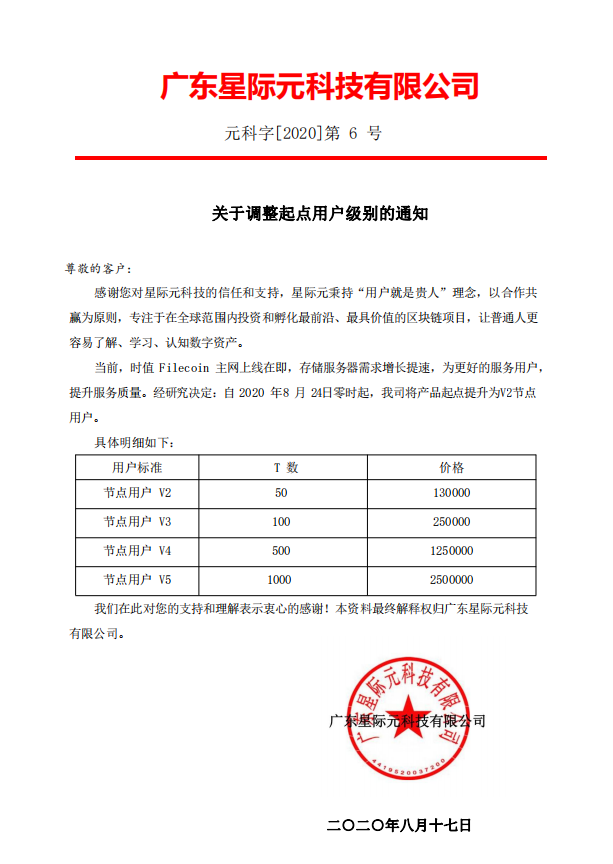 广东星际元科技有限公司
元科字[2020]第 6 号
关于调整起点用户级别的通知
尊敬的客户:
感谢您对星际元科技的信任和支持，星际元秉持“用户就是贵人”理念，以合作共
赢为原则，专注于在全球范围内投资和孵化最前沿、最具价值的区块链项目，让普通人更
容易了解、学习、认知数字资产。
当前，时值 Filecoin 主网上线在即，存储服务器需求增长提速，为更好的服务用户，
提升服务质量。经研究决定：自 2020 年8 月 24日零时起，我司将产品起点提升为V2节点
用户。
具体明细如下:
用户标准 T 数 价格
节点用户 V2 50 130000
节点用户 V3 100 250000
节点用户 V4 500 1250000
节点用户 V5 1000 2500000
我们在此对您的支持和理解表示衷心的感谢！本资料最终解释权归广东星际元科技
有限公司。
广东星际元科技有限公司
广东星际元科技有限公司
4419520037200
二〇二〇年八月十七日